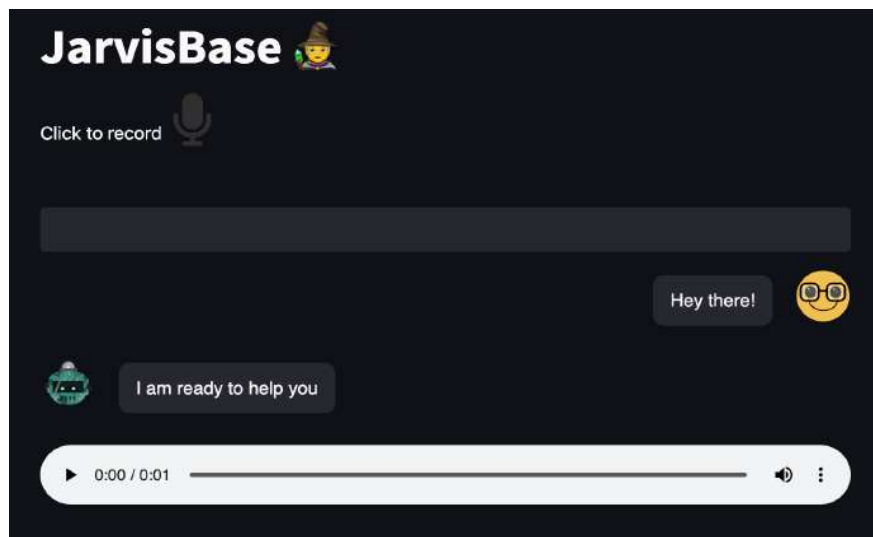 JarvisBase 🧙
Click to record
Hey there!
I am ready to help you
0:00 / 0:01